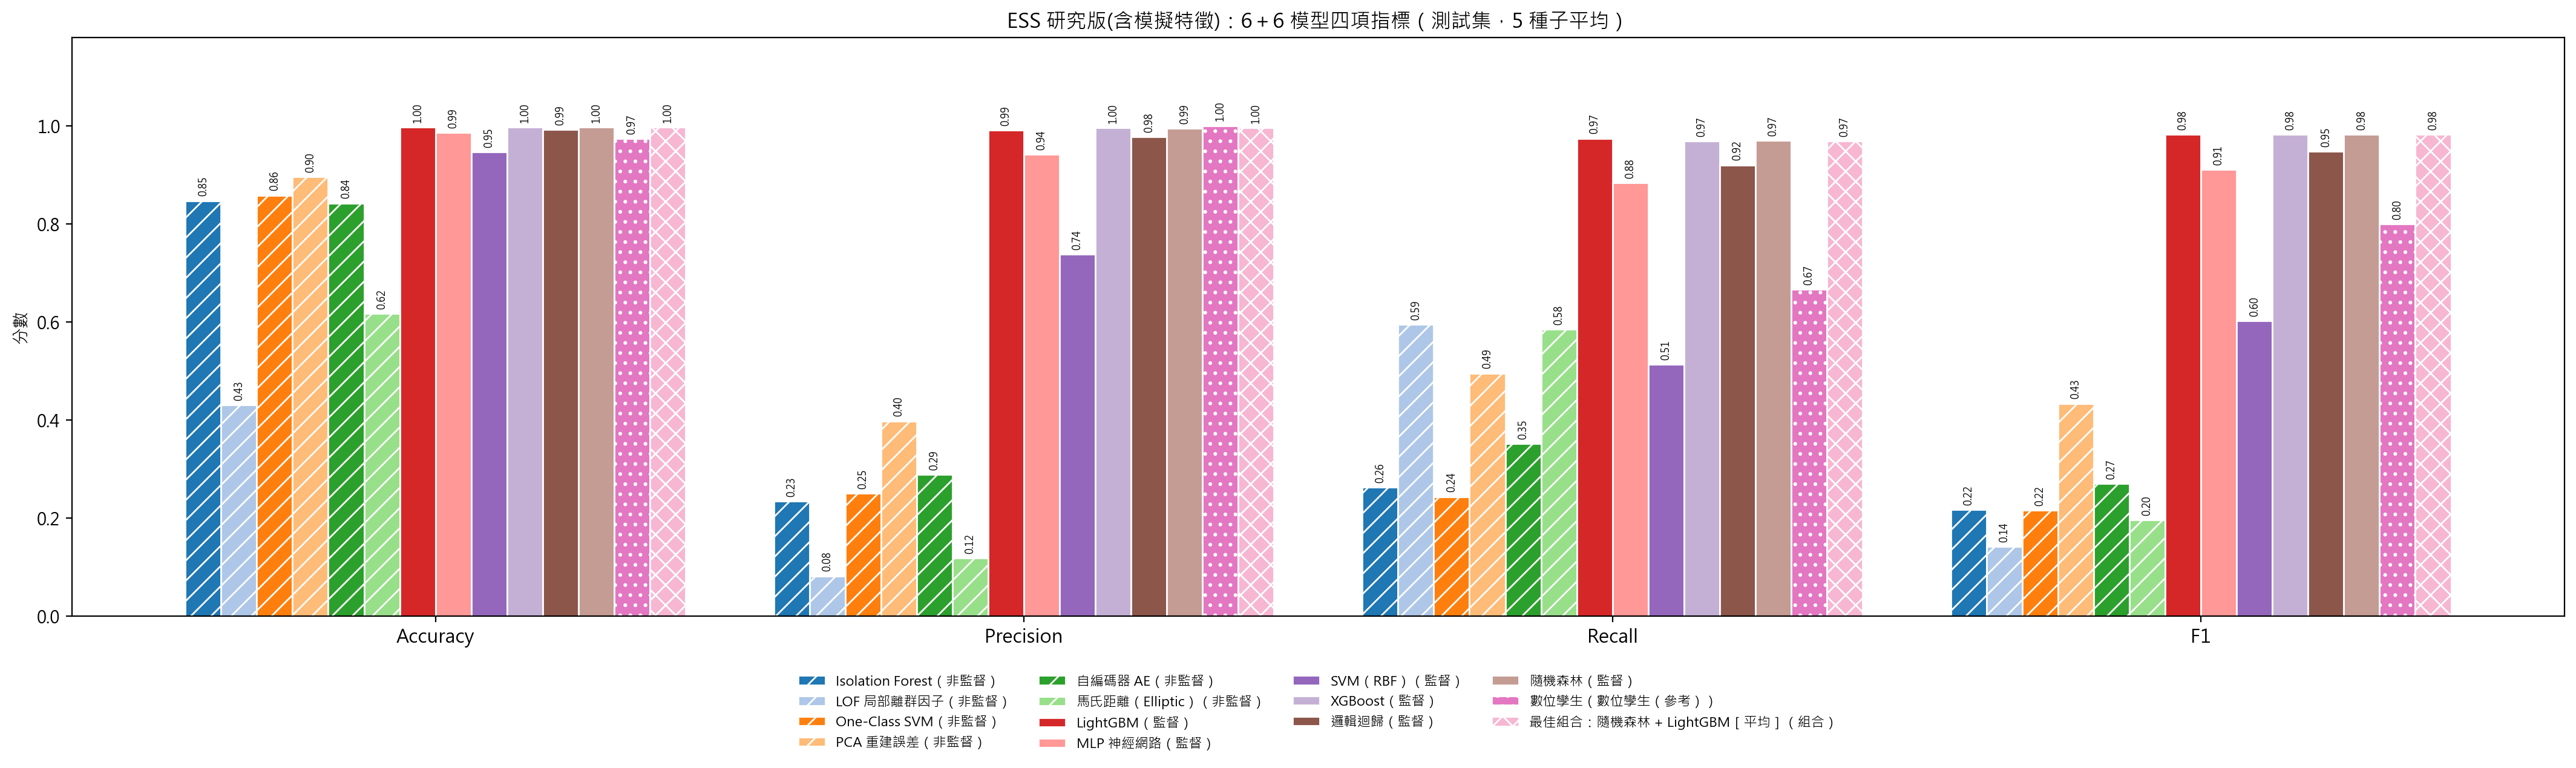 ESS 研究版(含模擬特徵)：6＋6 模型四項指標（測試集，5 種子平均）
分數
1.0
0.8
0.6
0.4
0.2
0.0
0.85 0.43 0.86 0.90 0.84 0.62 1.00 0.99 0.95 1.00 0.99 1.00 0.97 1.00
0.23 0.08 0.25 0.40 0.29 0.12 0.99 0.94 0.74 1.00 0.98 0.99 1.00 1.00
0.26 0.59 0.24 0.49 0.35 0.58 0.97 0.88 0.51 0.97 0.92 0.97 0.67 0.97
0.22 0.14 0.22 0.43 0.27 0.20 0.98 0.91 0.60 0.98 0.95 0.98 0.80 0.98
Accuracy Precision Recall F1
Isolation Forest（非監督）
LOF 局部離群因子（非監督）
One-Class SVM（非監督）
PCA 重建誤差（非監督）
自編碼器 AE（非監督）
馬氏距離（Elliptic）（非監督）
LightGBM（監督）
MLP 神經網路（監督）
SVM（RBF）（監督）
XGBoost（監督）
邏輯迴歸（監督）
隨機森林（監督）
數位孿生（數位孿生（參考））
最佳組合：隨機森林 + LightGBM［平均］（組合）